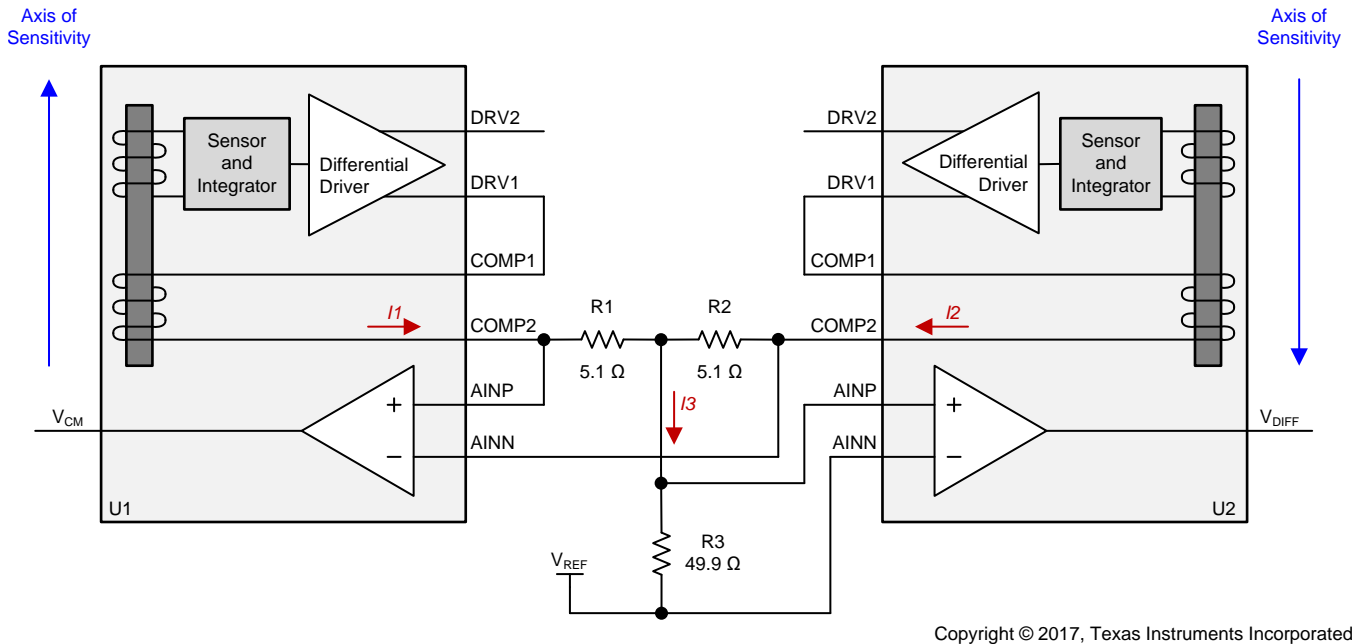 Axis of
Sensitivity
Axis of
Sensitivity
DRV2
DRV2
Sensor
and
Integrator
Differential
Driver
Differential
Driver
Sensor
and
Integrator
DRV1
DRV1
COMP1
COMP1
I1
COMP2
R1
R2
COMP2
I2
5.1 Ω
5.1 Ω
AINP
I3
AINP
+
+
VCM
VDIFF
AINN
AINN
−
−
U1
U2
R3
49.9 Ω
VREF
Copyright © 2017, Texas Instruments Incorporated